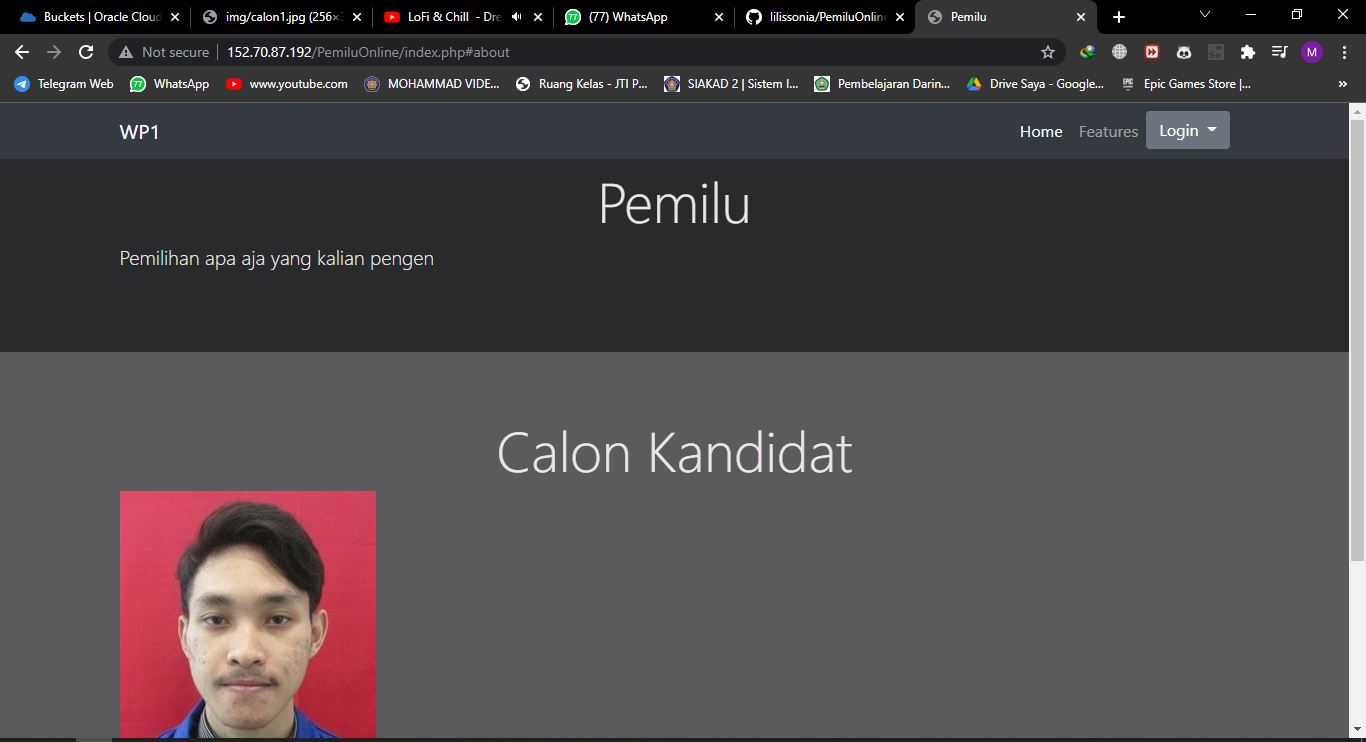 Buckets | Oracle Cloud
img/calon1.jpg (256×3
LoFi & Chill - Dre
(77) WhatsApp
lilissonia/PemiluOnline
Pemilu
Not secure
152.70.87.192/PemiluOnline/index.php#about
M
Telegram Web
WhatsApp
www.youtube.com
MOHAMMAD VIDE...
Ruang Kelas - JTI P...
SIAKAD 2 | Sistem I...
Pembelajaran Darin...
Drive Saya - Google...
Epic Games Store |...
»
WP1
Home
Features
Login
Pemilu
Pemilihan apa aja yang kalian pengen
Calon Kandidat